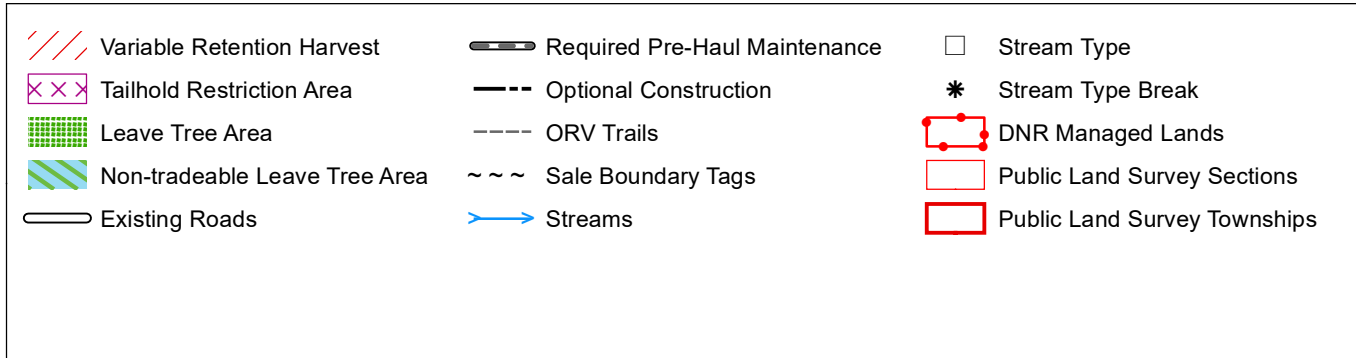 Variable Retention Harvest
Tailhold Restriction Area
Leave Tree Area
Non-tradeable Leave Tree Area
Existing Roads
Required Pre-Haul Maintenance
Optional Construction
ORV Trails
Sale Boundary Tags
Streams
Stream Type
Stream Type Break
DNR Managed Lands
Public Land Survey Sections
Public Land Survey Townships